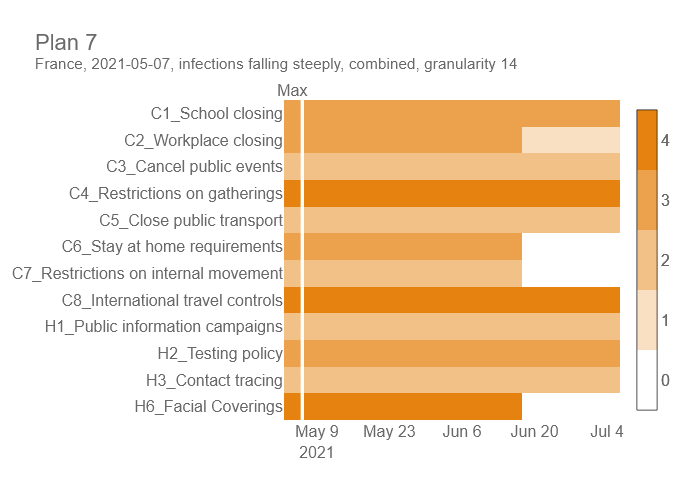 Plan 7
France, 2021-05-07, infections falling steeply, combined, granularity 14
Max
C1_School closing
C2_Workplace closing
C3_Cancel public events
C4_Restrictions on gatherings
C5_Close public transport
C6_Stay at home requirements
C7_Restrictions on internal movement
C8_International travel controls
H1_Public information campaigns
H2_Testing policy
H3_Contact tracing
H6_Facial Coverings
May 9 May 23 Jun 6 Jun 20 Jul 4
2021
4
3
2
1
0